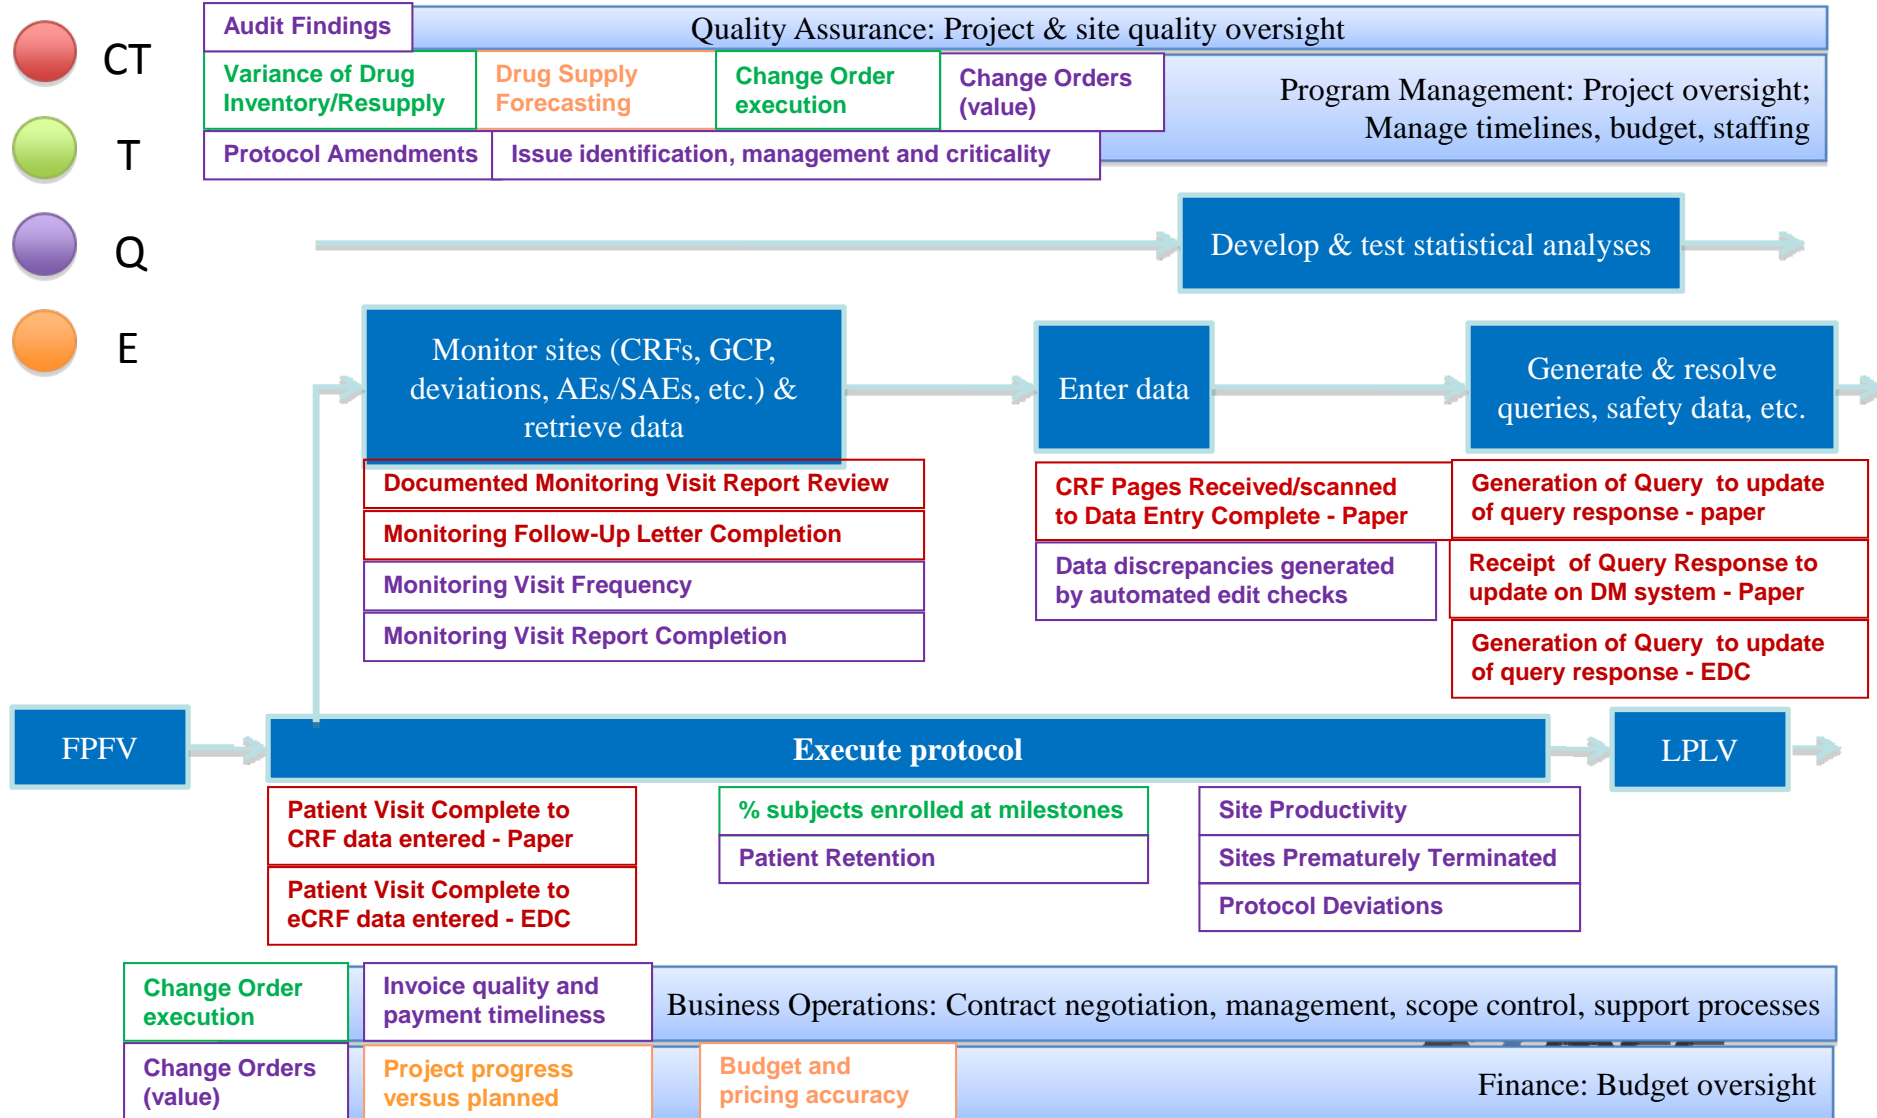 CT
T
Q
E
Audit Findings
Quality Assurance: Project & site quality oversight
Variance of Drug
Inventory/Resupply
Drug Supply
Forecasting
Change Order
execution
Change Orders
(value)
Program Management: Project oversight;
Manage timelines, budget, staffing
Protocol Amendments
Issue identification, management and criticality
Develop & test statistical analyses
Monitor sites (CRFs, GCP,
deviations, AEs/SAEs, etc.) &
retrieve data
Enter data
Generate & resolve
queries, safety data, etc.
Documented Monitoring Visit Report Review
Monitoring Follow-Up Letter Completion
Monitoring Visit Frequency
Monitoring Visit Report Completion
CRF Pages Received/scanned
to Data Entry Complete - Paper
Data discrepancies generated
by automated edit checks
Generation of Query to update
of query response - paper
Receipt of Query Response to
update on DM system - Paper
Generation of Query to update
of query response - EDC
FPFV
Execute protocol
LPLV
Patient Visit Complete to
CRF data entered - Paper
Patient Visit Complete to
eCRF data entered - EDC
% subjects enrolled at milestones
Patient Retention
Site Productivity
Sites Prematurely Terminated
Protocol Deviations
Change Order
execution
Invoice quality and
payment timeliness
Business Operations: Contract negotiation, management, scope control, support processes
Change Orders
(value)
Project progress
versus planned
Budget and
pricing accuracy
Finance: Budget oversight